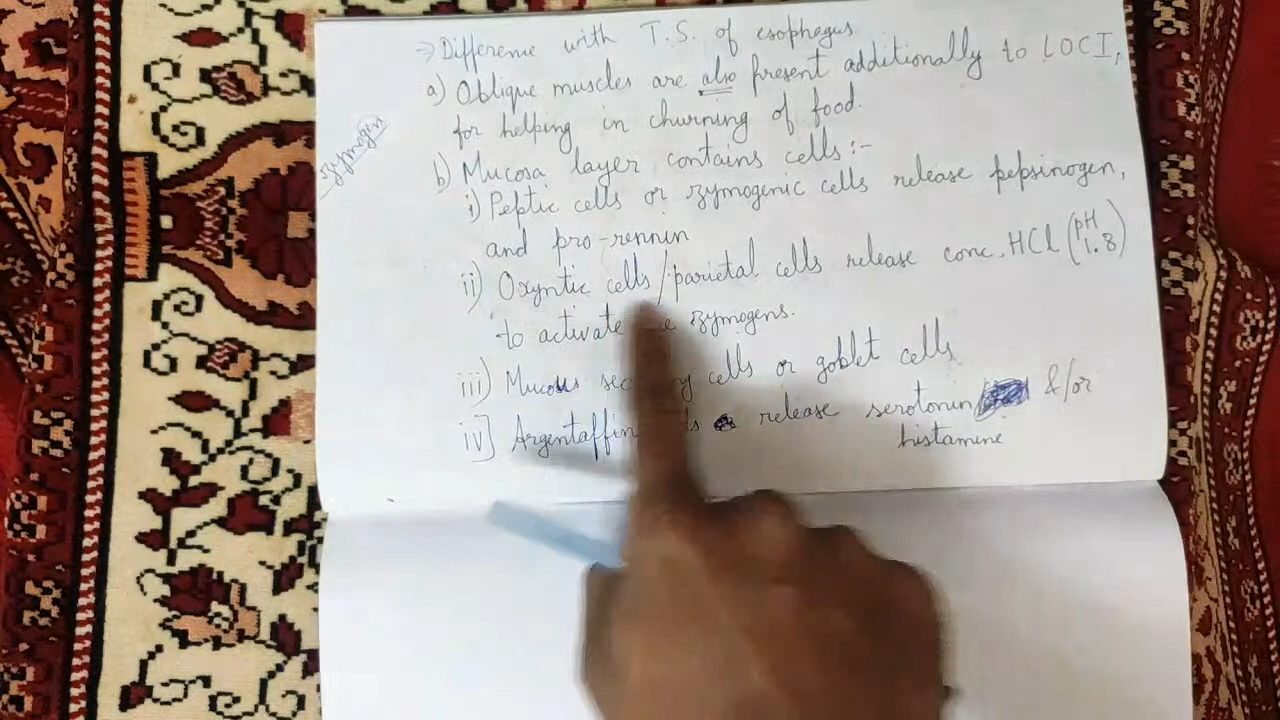 ⇒ Difference with T.S. of esophagus
a) Oblique muscles are also present additionally to LOCI,
for helping in churning of food.
zymogen
b) Mucosa layer contains cells:-
i) Peptic cells or zymogenic cells release pepsinogen,
and pro-rennin
ii) Oxyntic cells/parietal cells release conc. HCl (pH 1.8)
to activate zymogens.
iii) Mucous cells or goblet cells
iv] Argentaffin release serotonin &/or
histamine